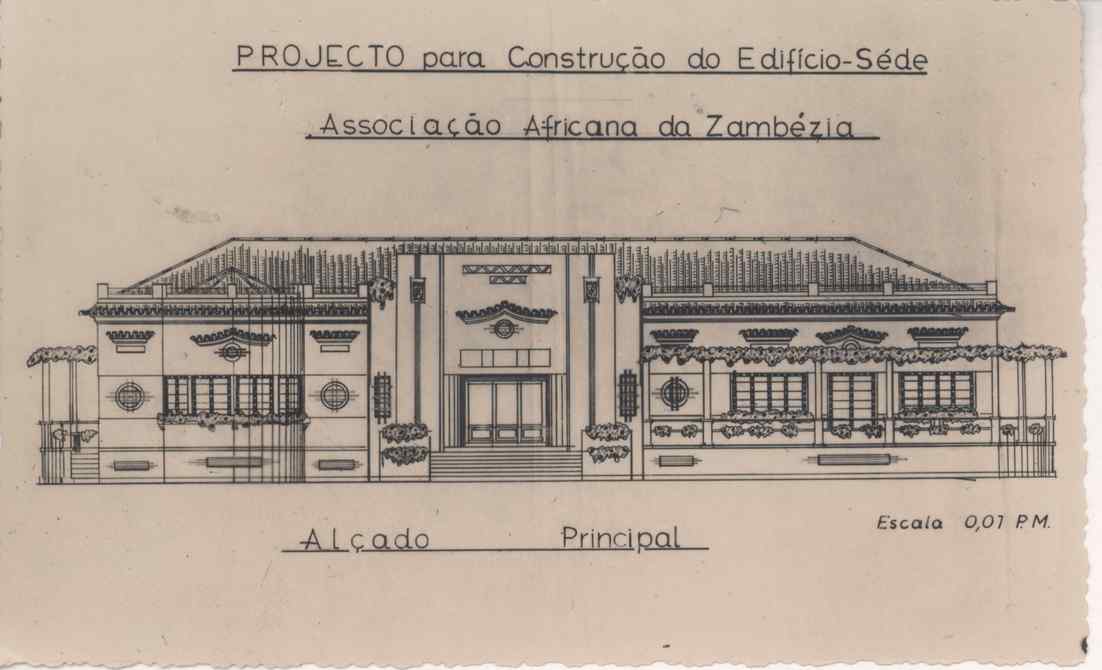 PROJECTO para Construção do Edifício-Séde
Associação Africana da Zambézia
Escala 0,01 P.M.
Alçado Principal